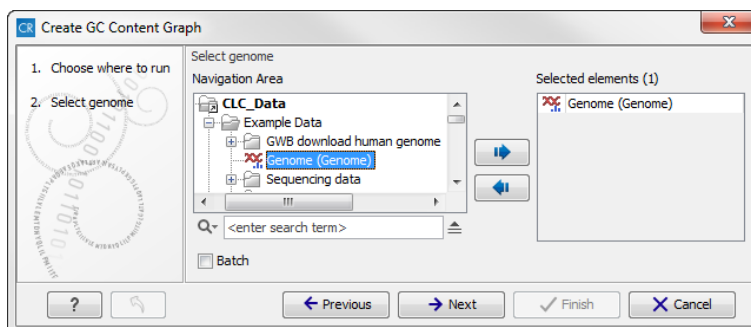 CR Create GC Content Graph
X
1. Choose where to run
2. Select genome
Select genome
Navigation Area
CLC_Data
Example Data
GWB download human genome
Genome (Genome)
Sequencing data
<enter search term>
Batch
Selected elements (1)
Genome (Genome)
?
Previous
Next
Finish
Cancel